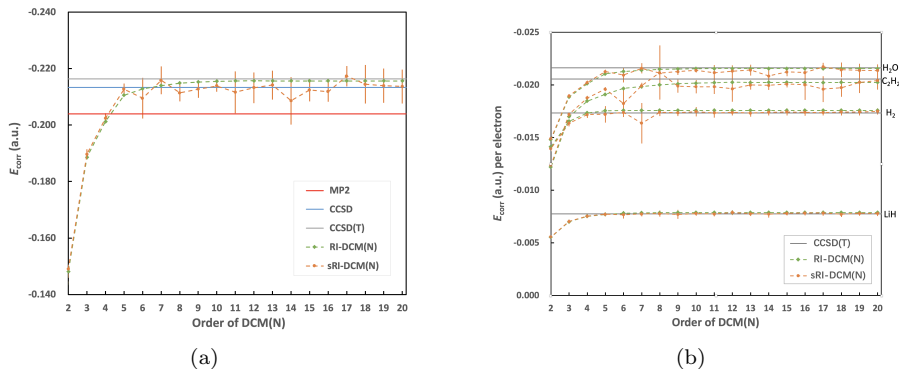 -0.240
-0.220
-0.200
-0.180
-0.160
-0.140
E_corr (a.u.)
MP2
CCSD
CCSD(T)
RI-DCM(N)
sRI-DCM(N)
2 3 4 5 6 7 8 9 10 11 12 13 14 15 16 17 18 19 20
Order of DCM(N)
(a)
-0.025
-0.020
-0.015
-0.010
-0.005
0.000
E_corr (a.u.) per electron
H₂O
C₂H₂
H₂
LiH
CCSD(T)
RI-DCM(N)
sRI-DCM(N)
2 3 4 5 6 7 8 9 10 11 12 13 14 15 16 17 18 19 20
Order of DCM(N)
(b)